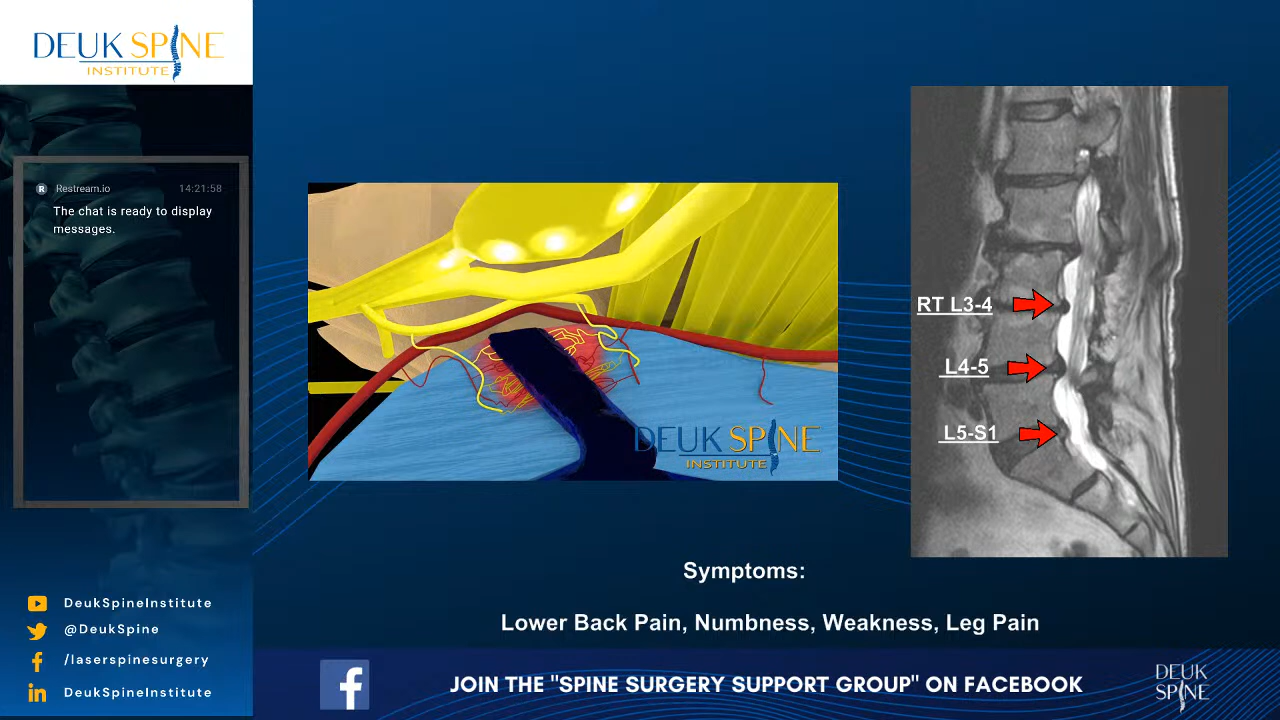 DEUK SPINE
INSTITUTE
R Restream.io 14:21:58
The chat is ready to display
messages.
DeukSpineInstitute
@DeukSpine
/laserspinesurgery
DeukSpineInstitute
DEUK SPINE
INSTITUTE
RT L3-4
L4-5
L5-S1
Symptoms:
Lower Back Pain, Numbness, Weakness, Leg Pain
JOIN THE "SPINE SURGERY SUPPORT GROUP" ON FACEBOOK
DEUK
SPINE